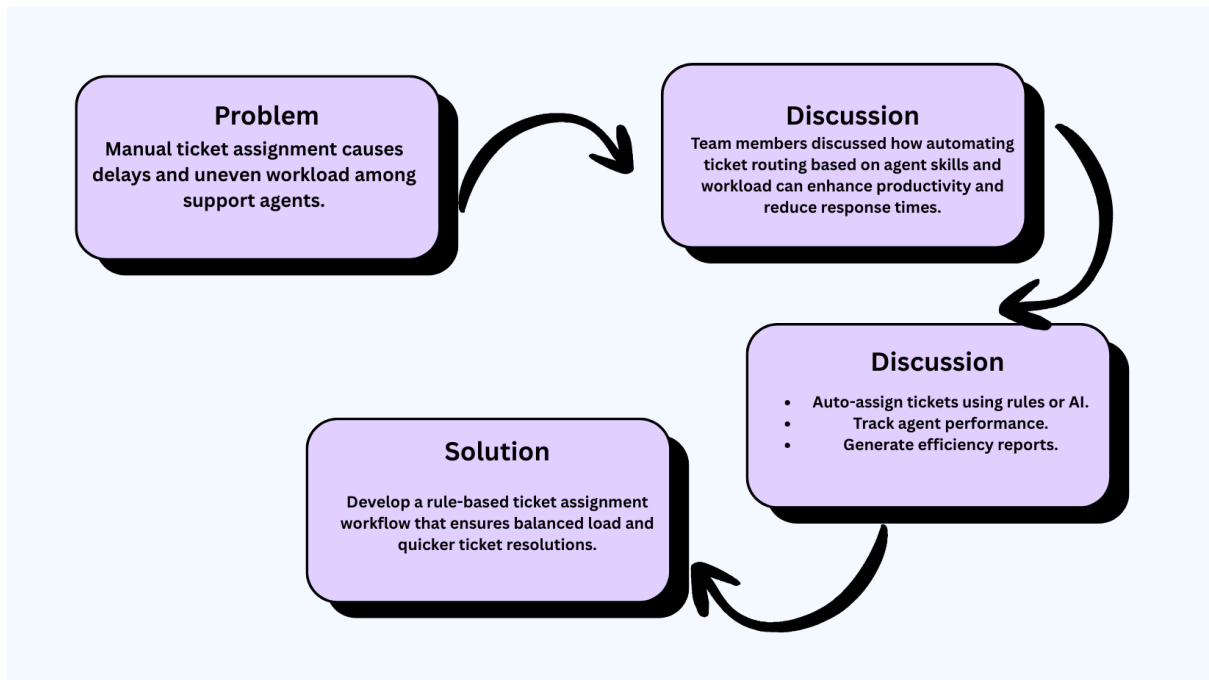 Problem
Manual ticket assignment causes
delays and uneven workload among
support agents.
Discussion
Team members discussed how automating
ticket routing based on agent skills and
workload can enhance productivity and
reduce response times.
Discussion
• Auto-assign tickets using rules or AI.
• Track agent performance.
• Generate efficiency reports.
Solution
Develop a rule-based ticket assignment
workflow that ensures balanced load and
quicker ticket resolutions.